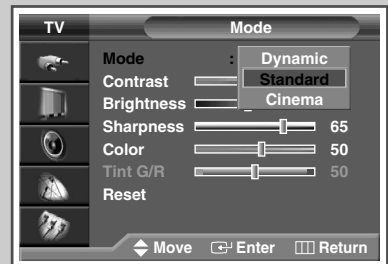 TV Mode
Mode : Dynamic
Contrast Standard
Brightness Cinema
Sharpness 65
Color 50
Tint G/R 50
Reset
Move Enter Return